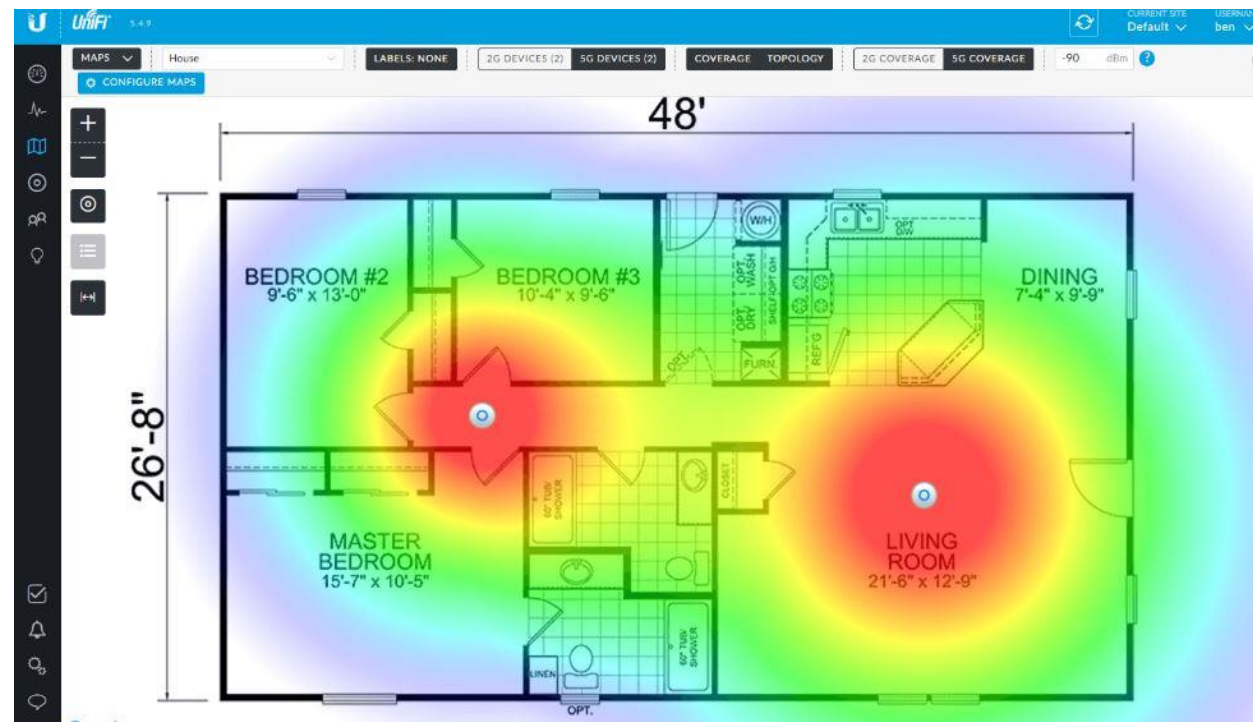 UniFi 5.4.9
CURRENT SITE
Default
USERNAM
ben
MAPS
House
LABELS: NONE
2G DEVICES (2)
5G DEVICES (2)
COVERAGE
TOPOLOGY
2G COVERAGE
5G COVERAGE
-90 dBm
?
CONFIGURE MAPS
48'
26'-8"
BEDROOM #2
9'-6" x 13'-0"
BEDROOM #3
10'-4" x 9'-6"
W/H
OPT. WASH
OPT. DRY
SHELF-OPT O/H
FURN.
OPT.
OPT
D/W
REF'G
DINING
7'-4" x 9'-9"
60" TUB/
SHOWER
CLOSET
MASTER
BEDROOM
15'-7" x 10'-5"
LIVING
ROOM
21'-6" x 12'-9"
LINEN
60" TUB/
SHOWER
OPT.